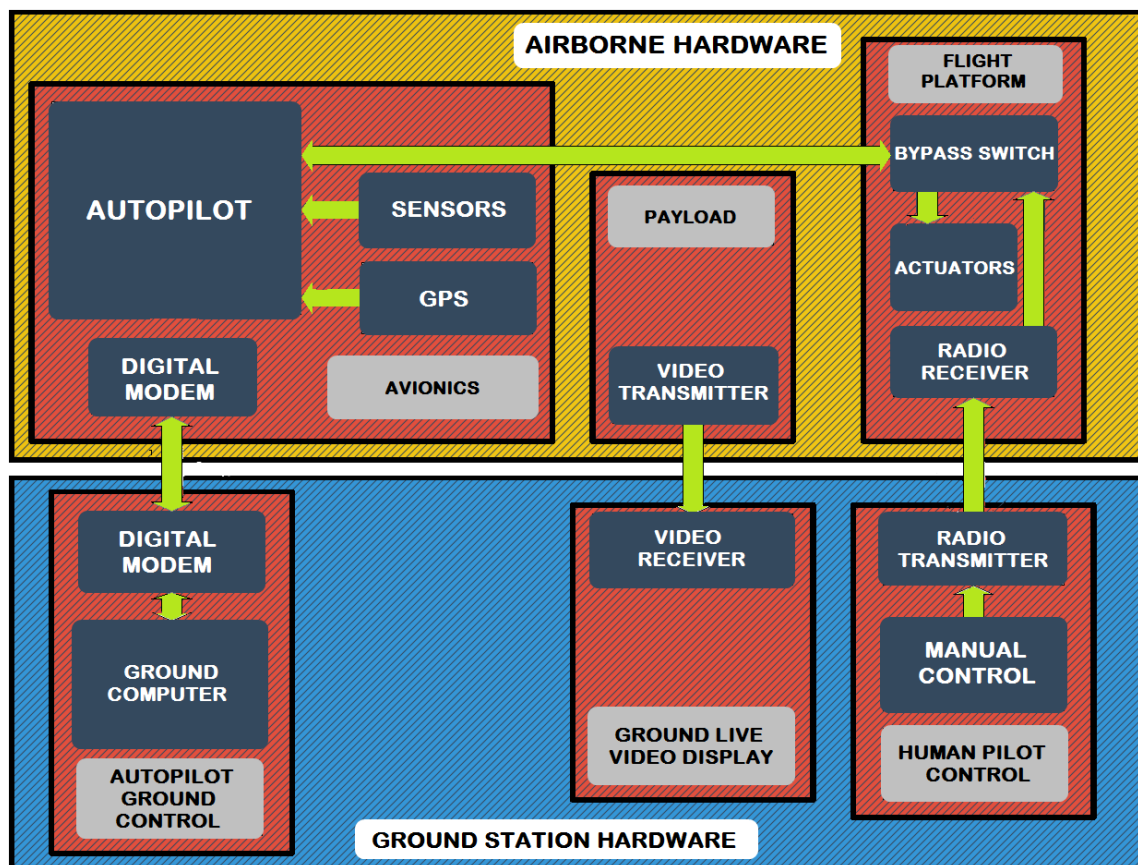 AIRBORNE HARDWARE
AUTOPILOT
SENSORS
GPS
DIGITAL
MODEM
AVIONICS
PAYLOAD
VIDEO
TRANSMITTER
FLIGHT
PLATFORM
BYPASS SWITCH
ACTUATORS
RADIO
RECEIVER
DIGITAL
MODEM
GROUND
COMPUTER
AUTOPILOT
GROUND
CONTROL
VIDEO
RECEIVER
GROUND LIVE
VIDEO DISPLAY
RADIO
TRANSMITTER
MANUAL
CONTROL
HUMAN PILOT
CONTROL
GROUND STATION HARDWARE